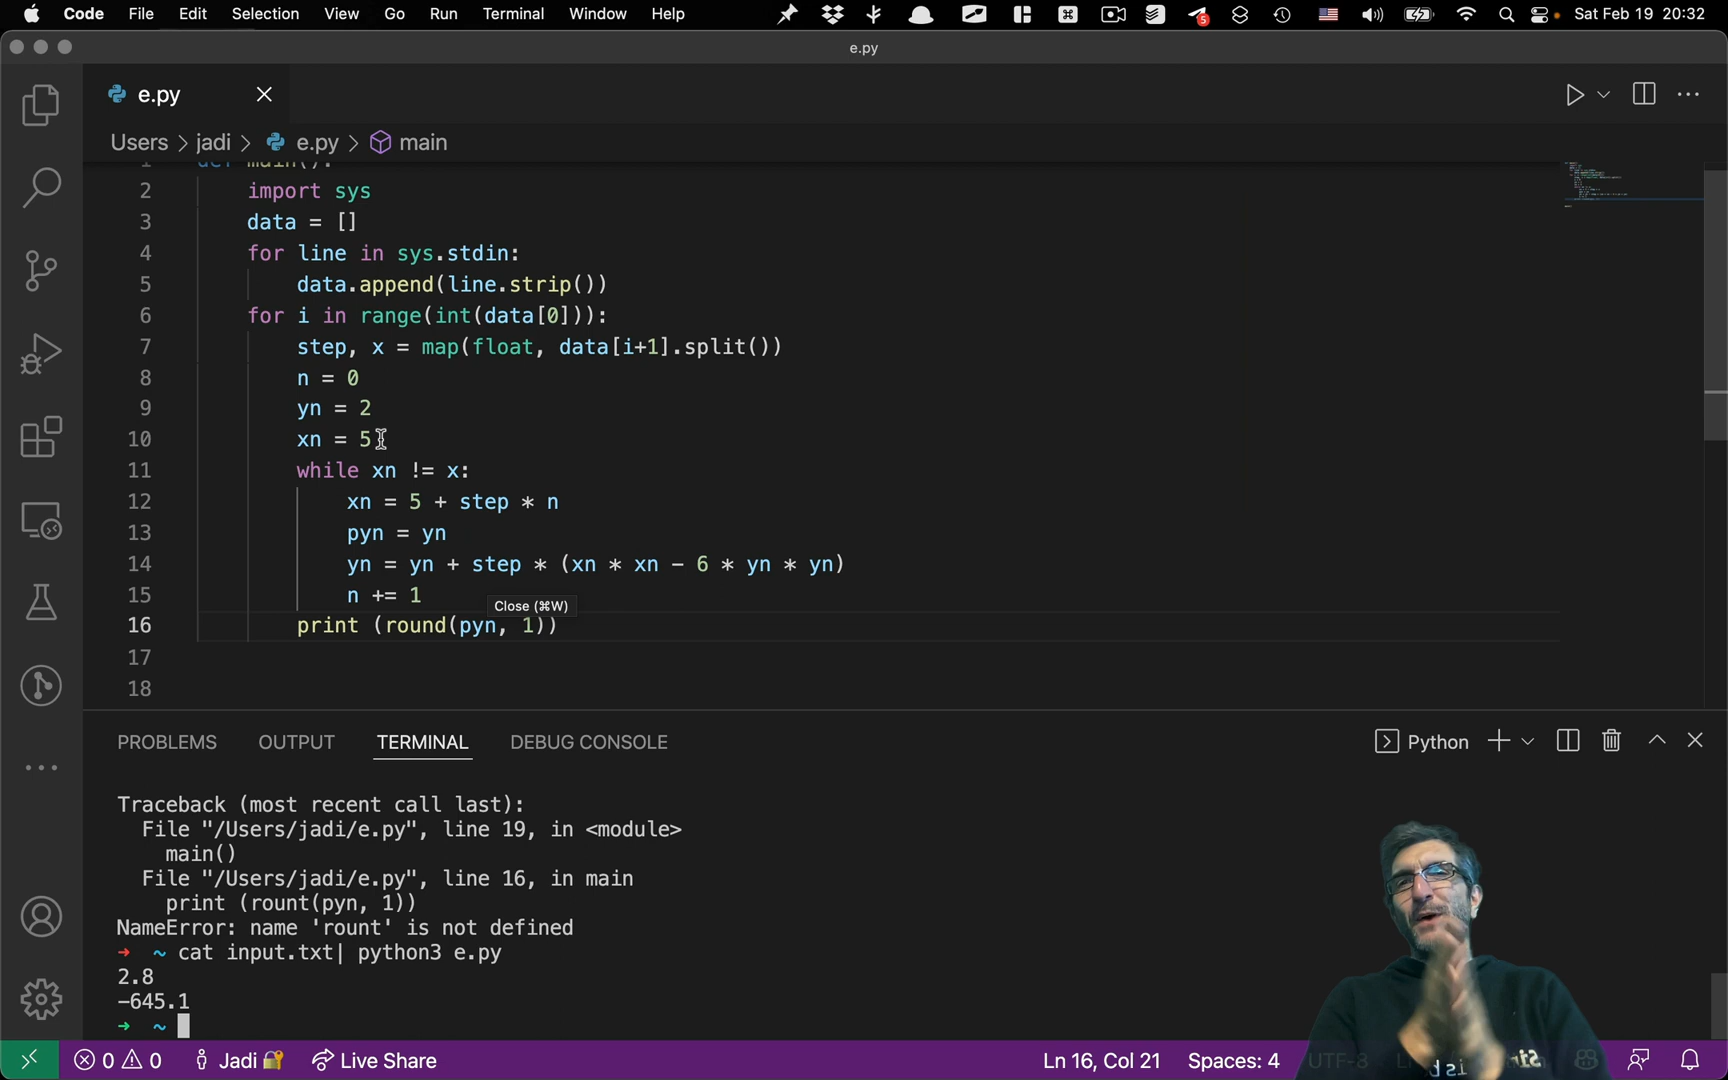 Code File Edit Selection View Go Run Terminal Window Help 5 Sat Feb 19 20:32
e.py
e.py
Users > jadi > e.py > main
1 def main():
2 import sys
3 data = []
4 for line in sys.stdin:
5 data.append(line.strip())
6 for i in range(int(data[0])):
7 step, x = map(float, data[i+1].split())
8 n = 0
9 yn = 2
10 xn = 5
11 while xn != x:
12 xn = 5 + step * n
13 pyn = yn
14 yn = yn + step * (xn * xn - 6 * yn * yn)
15 n += 1
Close (⌘W)
16 print (round(pyn, 1))
17
18
PROBLEMS OUTPUT TERMINAL DEBUG CONSOLE Python
Traceback (most recent call last):
File "/Users/jadi/e.py", line 19, in <module>
main()
File "/Users/jadi/e.py", line 16, in main
print (rount(pyn, 1))
NameError: name 'rount' is not defined
➜ ~ cat input.txt| python3 e.py
2.8
-645.1
➜ ~
0 0 Jadi Live Share Ln 16, Col 21 Spaces: 4 UTF-8